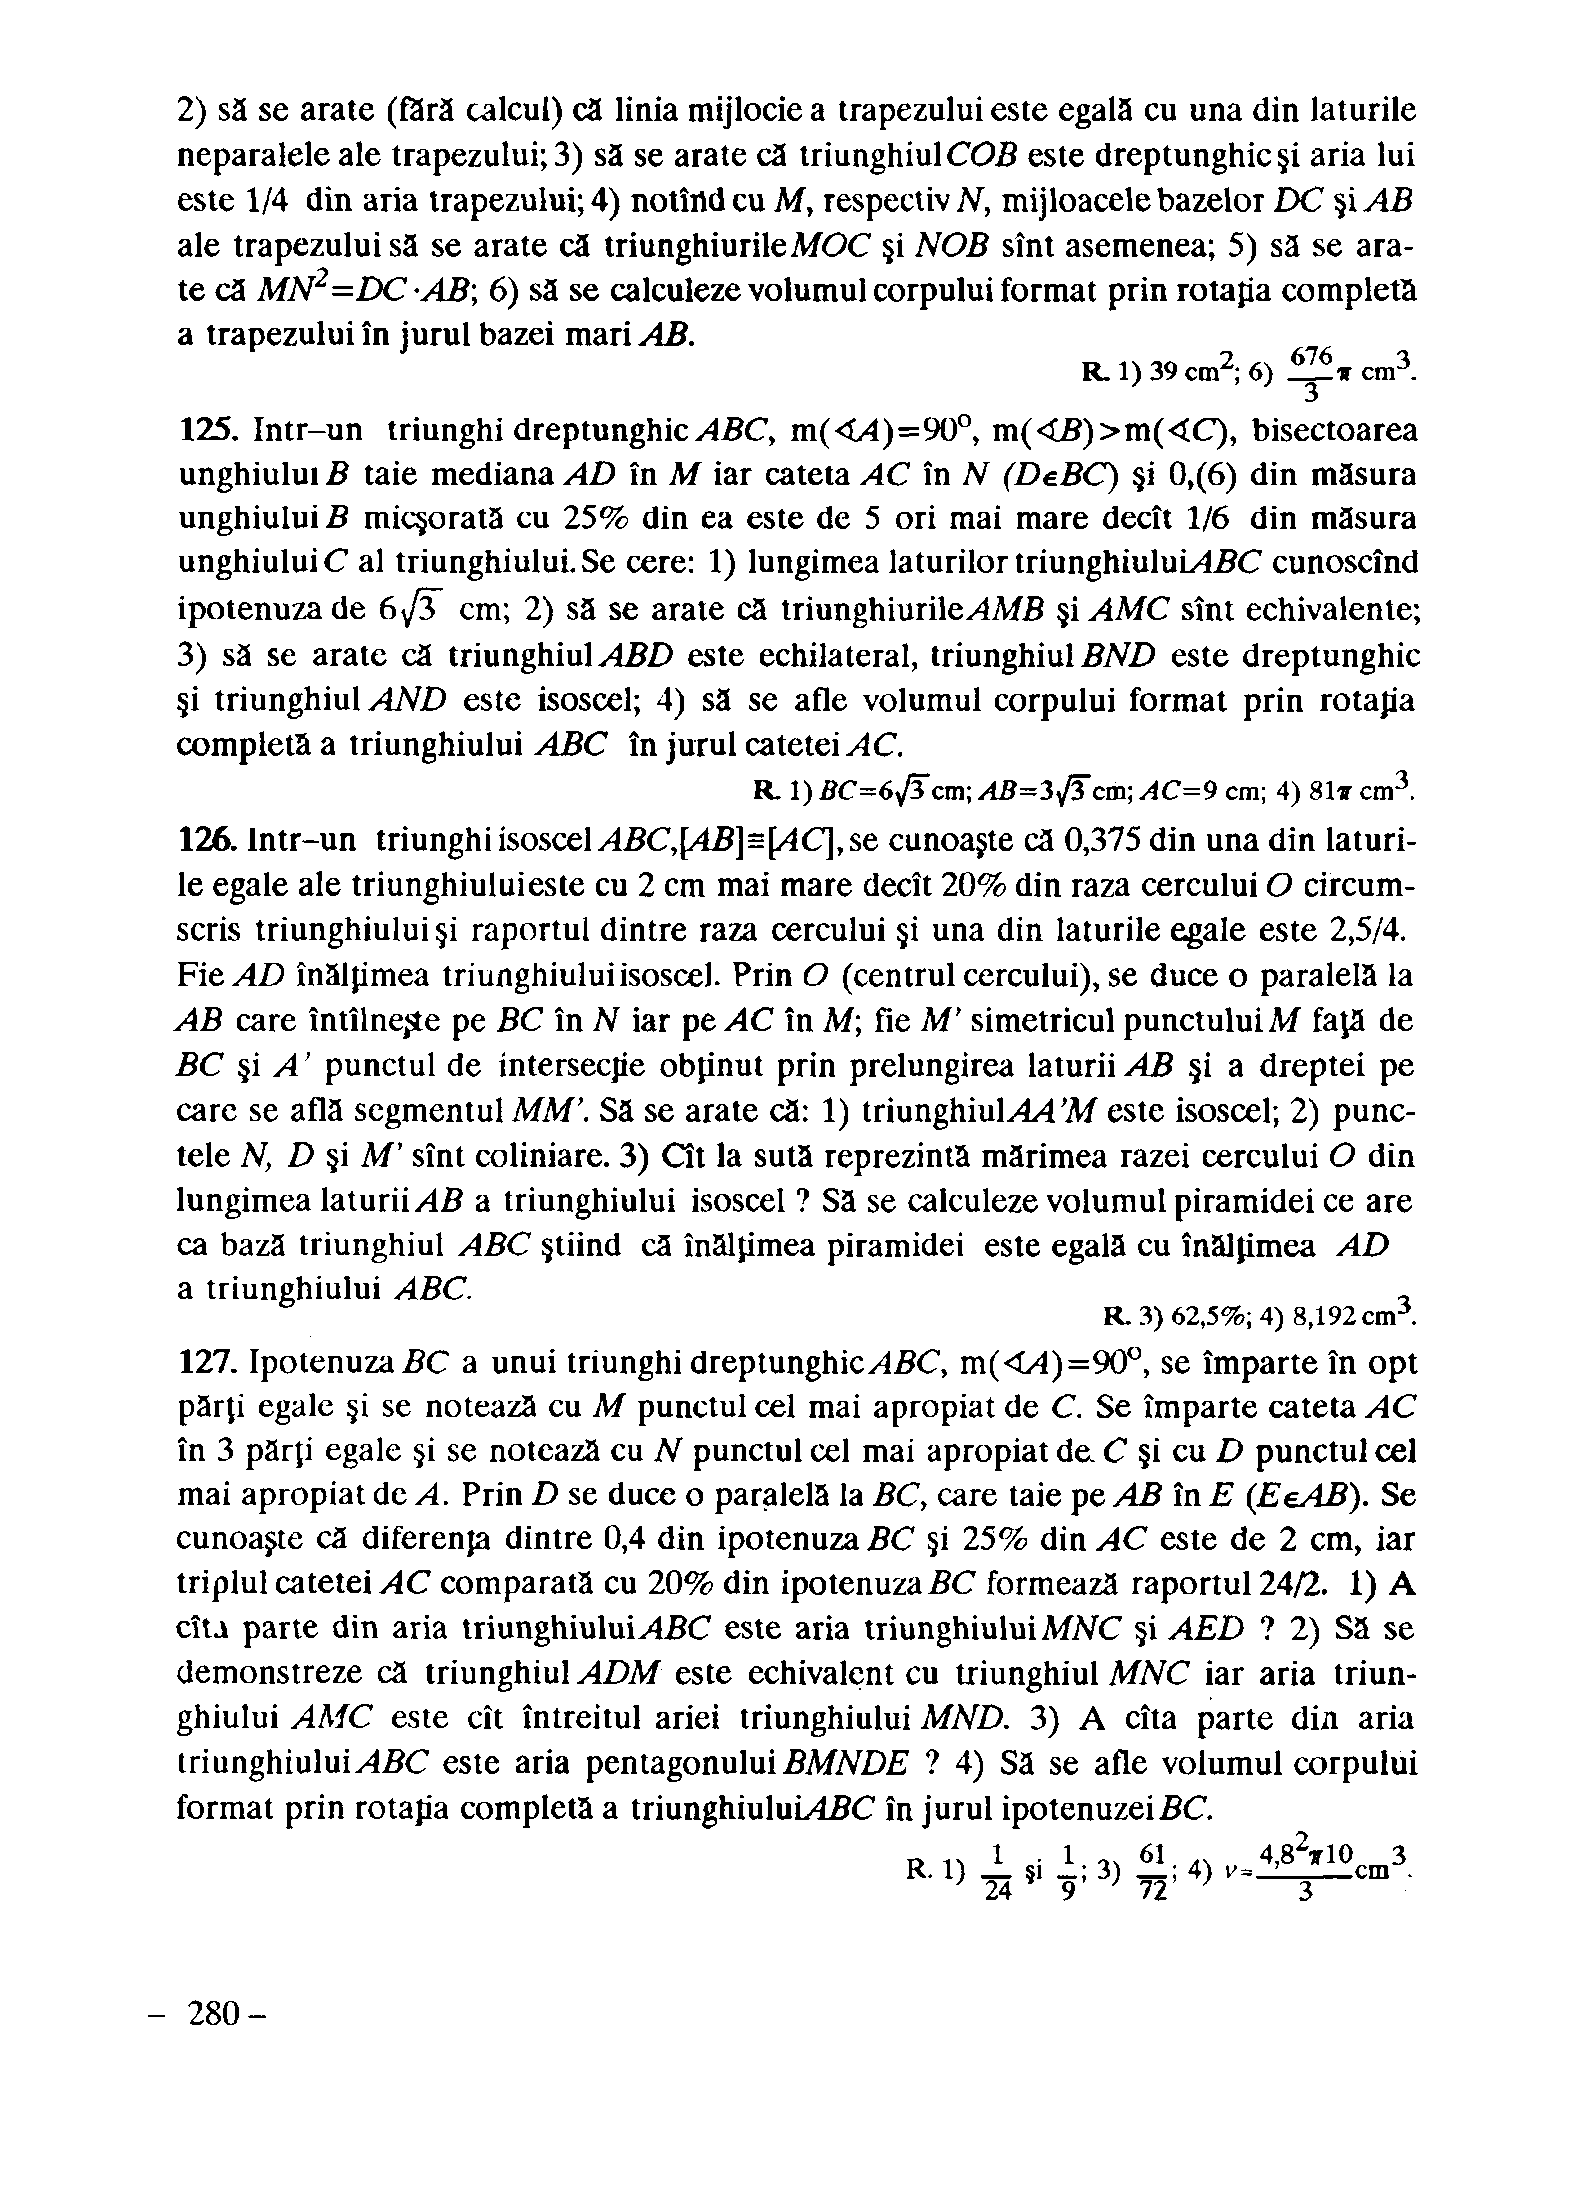 2) să se arate (fără calcul) că linia mijlocie a trapezului este egală cu una din laturile
neparalele ale trapezului; 3) să se arate că triunghiul COB este dreptunghic şi aria lui
este 1/4 din aria trapezului; 4) notînd cu M, respectiv N, mijloacele bazelor DC şi AB
ale trapezului să se arate că triunghiurile MOC şi NOB sînt asemenea; 5) să se ara-
te că MN²=DC·AB; 6) să se calculeze volumul corpului format prin rotaţia completă
a trapezului în jurul bazei mari AB.
R. 1) 39 cm²; 6) 676/3 π cm³.
125. Intr-un triunghi dreptunghic ABC, m(∢A)=90°, m(∢B)>m(∢C), bisectoarea
unghiului B taie mediana AD în M iar cateta AC în N (D∈BC) şi 0,(6) din măsura
unghiului B micşorată cu 25% din ea este de 5 ori mai mare decît 1/6 din măsura
unghiului C al triunghiului. Se cere: 1) lungimea laturilor triunghiului ABC cunoscînd
ipotenuza de 6√3 cm; 2) să se arate că triunghiurile AMB şi AMC sînt echivalente;
3) să se arate că triunghiul ABD este echilateral, triunghiul BND este dreptunghic
şi triunghiul AND este isoscel; 4) să se afle volumul corpului format prin rotaţia
completă a triunghiului ABC în jurul catetei AC.
R. 1) BC=6√3 cm; AB=3√3 cm; AC=9 cm; 4) 81π cm³.
126. Intr-un triunghi isoscel ABC,[AB]≡[AC], se cunoaşte că 0,375 din una din laturi-
le egale ale triunghiului este cu 2 cm mai mare decît 20% din raza cercului O circum-
scris triunghiului şi raportul dintre raza cercului şi una din laturile egale este 2,5/4.
Fie AD înălţimea triunghiului isoscel. Prin O (centrul cercului), se duce o paralelă la
AB care întîlneşte pe BC în N iar pe AC în M; fie M' simetricul punctului M faţă de
BC şi A' punctul de intersecţie obţinut prin prelungirea laturii AB şi a dreptei pe
care se află segmentul MM'. Să se arate că: 1) triunghiul AA'M este isoscel; 2) punc-
tele N, D şi M' sînt coliniare. 3) Cît la sută reprezintă mărimea razei cercului O din
lungimea laturii AB a triunghiului isoscel ? Să se calculeze volumul piramidei ce are
ca bază triunghiul ABC ştiind că înălţimea piramidei este egală cu înălţimea AD
a triunghiului ABC.
R. 3) 62,5%; 4) 8,192 cm³.
127. Ipotenuza BC a unui triunghi dreptunghic ABC, m(∢A)=90°, se împarte în opt
părţi egale şi se notează cu M punctul cel mai apropiat de C. Se împarte cateta AC
în 3 părţi egale şi se notează cu N punctul cel mai apropiat de C şi cu D punctul cel
mai apropiat de A. Prin D se duce o paralelă la BC, care taie pe AB în E (E∈AB). Se
cunoaşte că diferenţa dintre 0,4 din ipotenuza BC şi 25% din AC este de 2 cm, iar
triplul catetei AC comparată cu 20% din ipotenuza BC formează raportul 24/2. 1) A
cîta parte din aria triunghiului ABC este aria triunghiului MNC şi AED ? 2) Să se
demonstreze că triunghiul ADM este echivalent cu triunghiul MNC iar aria triun-
ghiului AMC este cît întreitul ariei triunghiului MND. 3) A cîta parte din aria
triunghiului ABC este aria pentagonului BMNDE ? 4) Să se afle volumul corpului
format prin rotaţia completă a triunghiului ABC în jurul ipotenuzei BC.
R. 1) 1/24 şi 1/9; 3) 61/72; 4) v=4,8²π10/3 cm³.
- 280 -